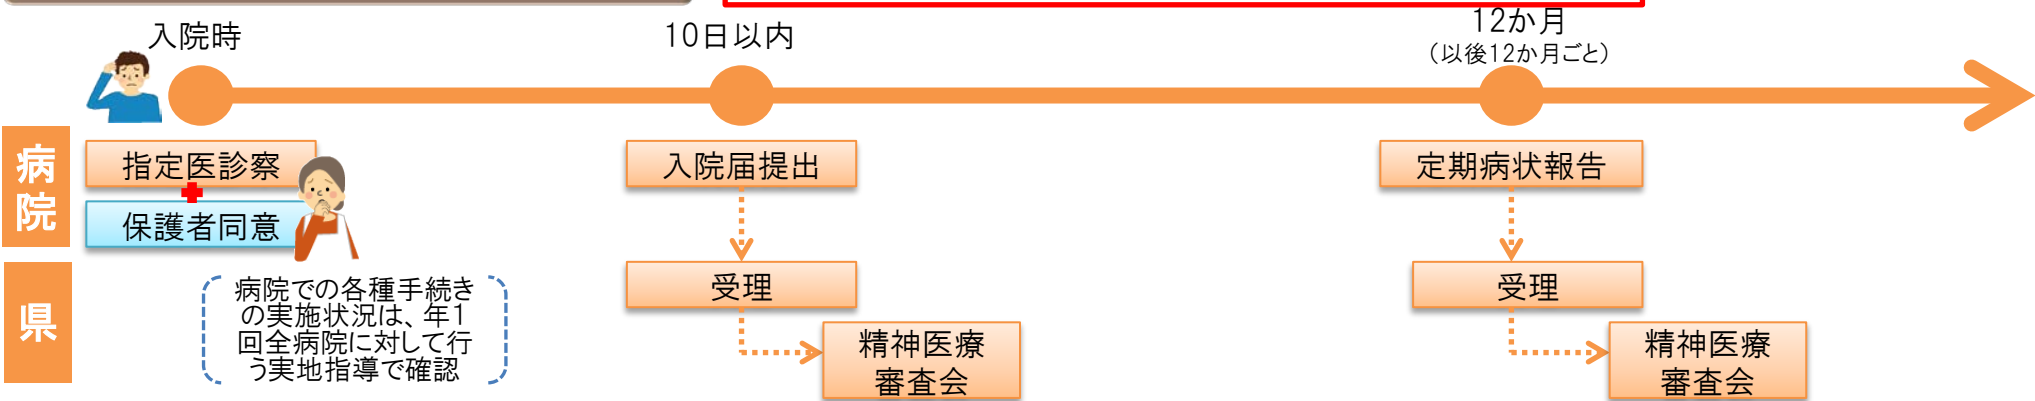 入院時
10日以内
12か月
（以後12か月ごと）
病院
指定医診察
保護者同意
入院届提出
定期病状報告
県
病院での各種手続き
の実施状況は、年1
回全病院に対して行
う実地指導で確認
受理
精神医療
審査会
受理
精神医療
審査会